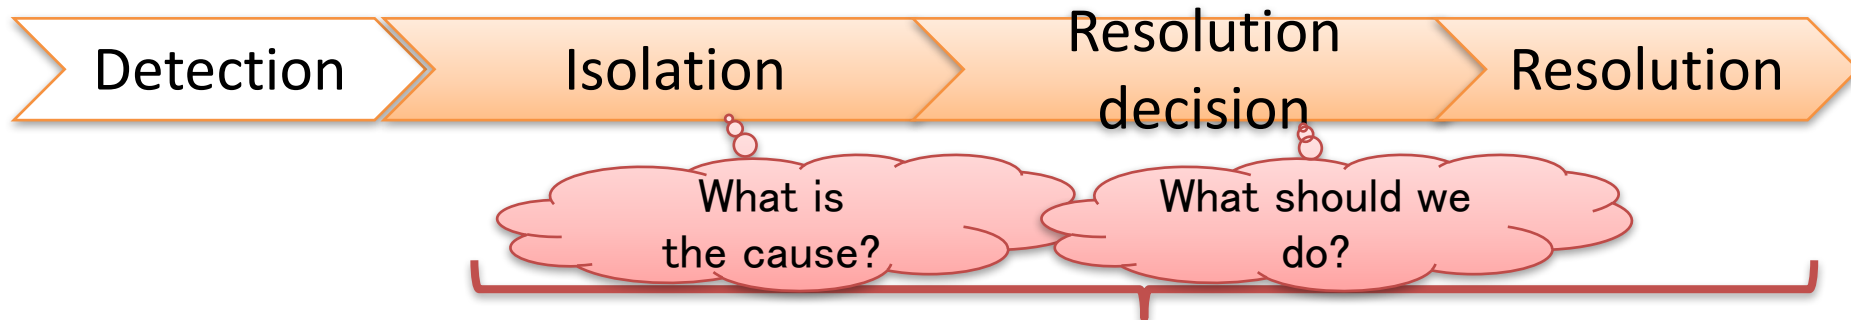 Detection
Isolation
Resolution
decision
Resolution
What is
the cause?
What should we
do?